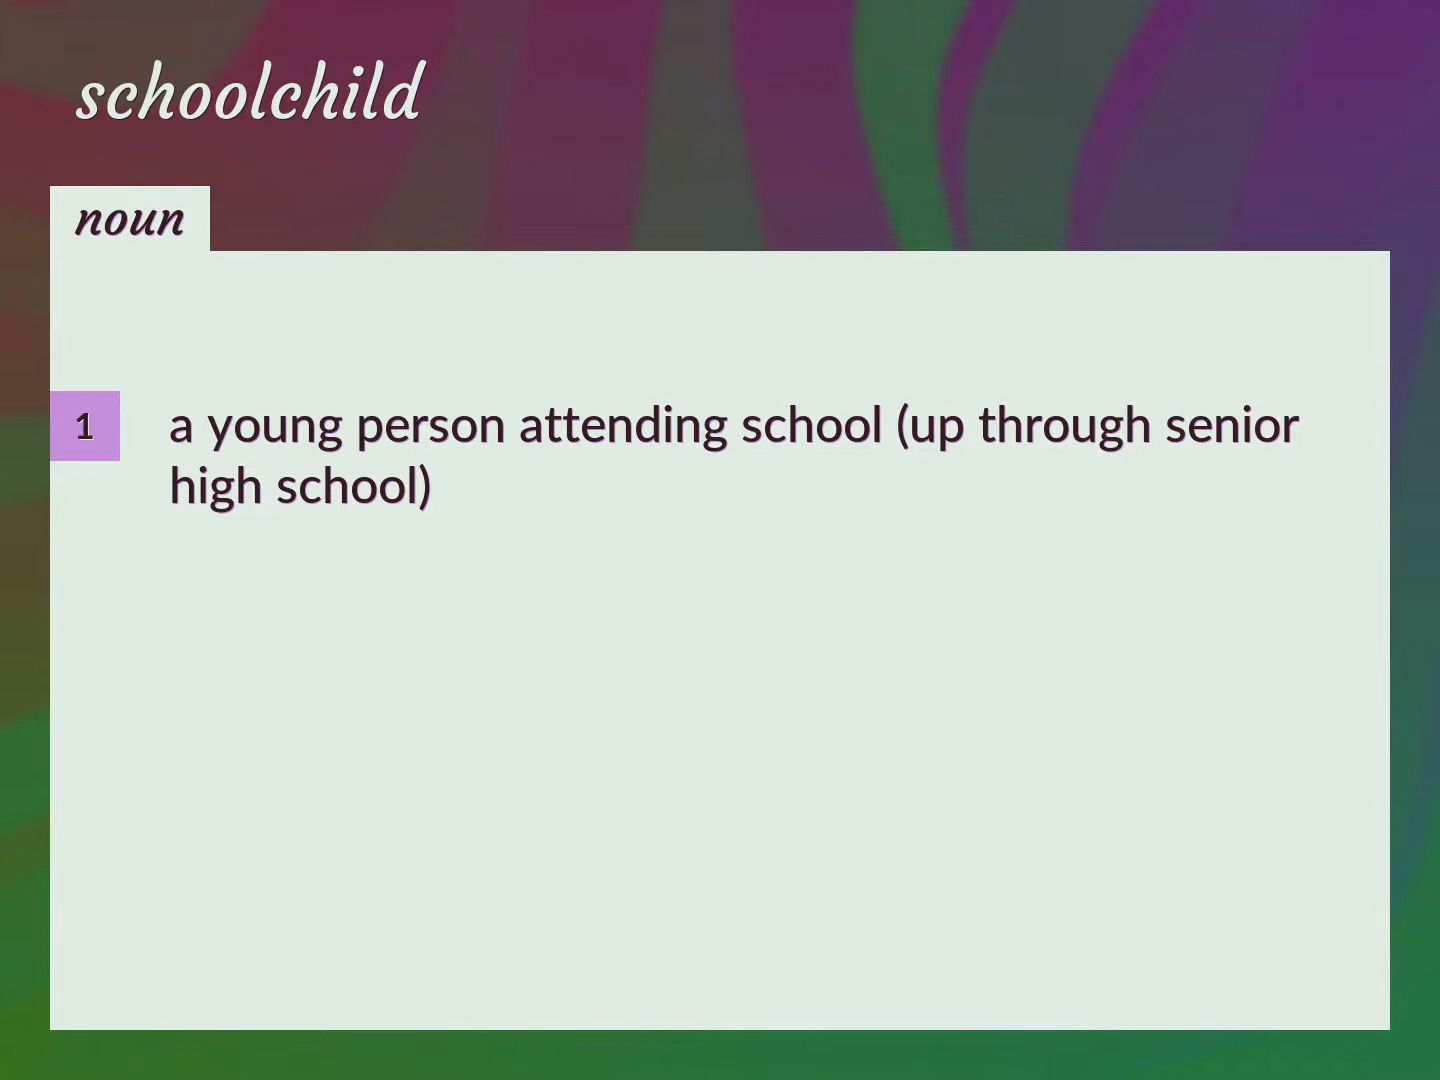 schoolchild
noun
1
a young person attending school (up through senior
high school)